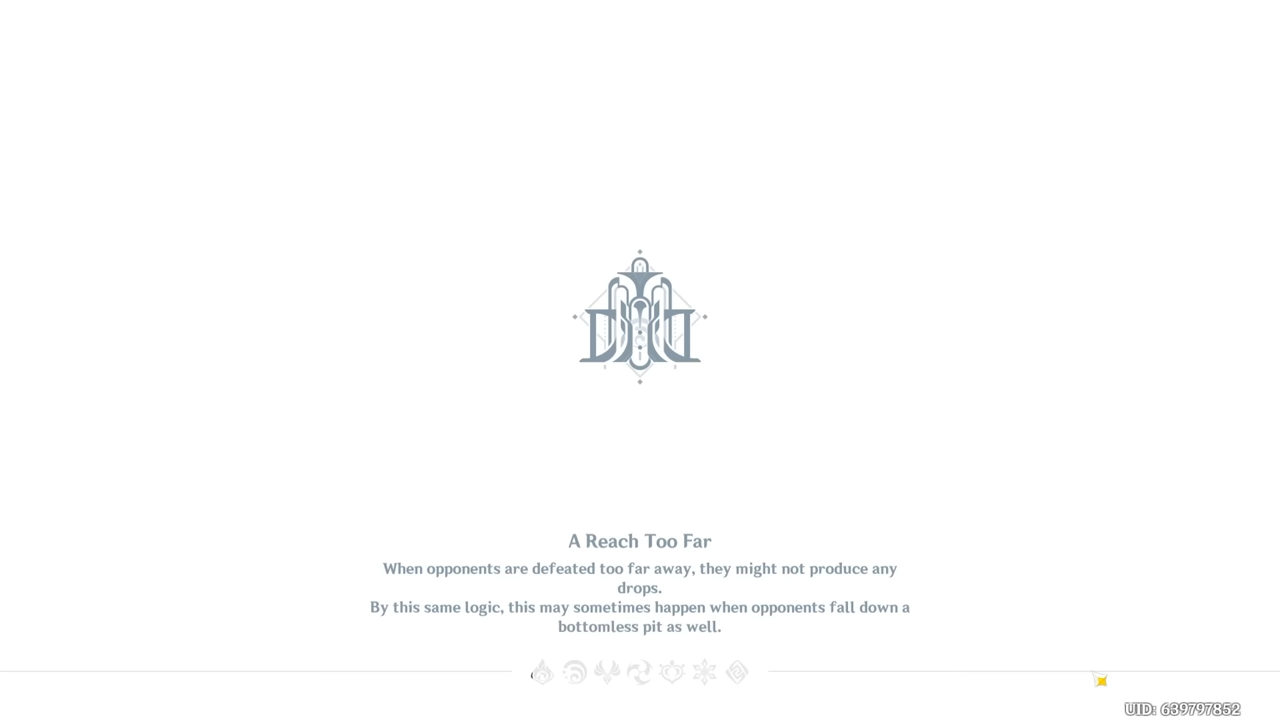 A Reach Too Far
When opponents are defeated too far away, they might not produce any
drops.
By this same logic, this may sometimes happen when opponents fall down a
bottomless pit as well.
UID: 639797852